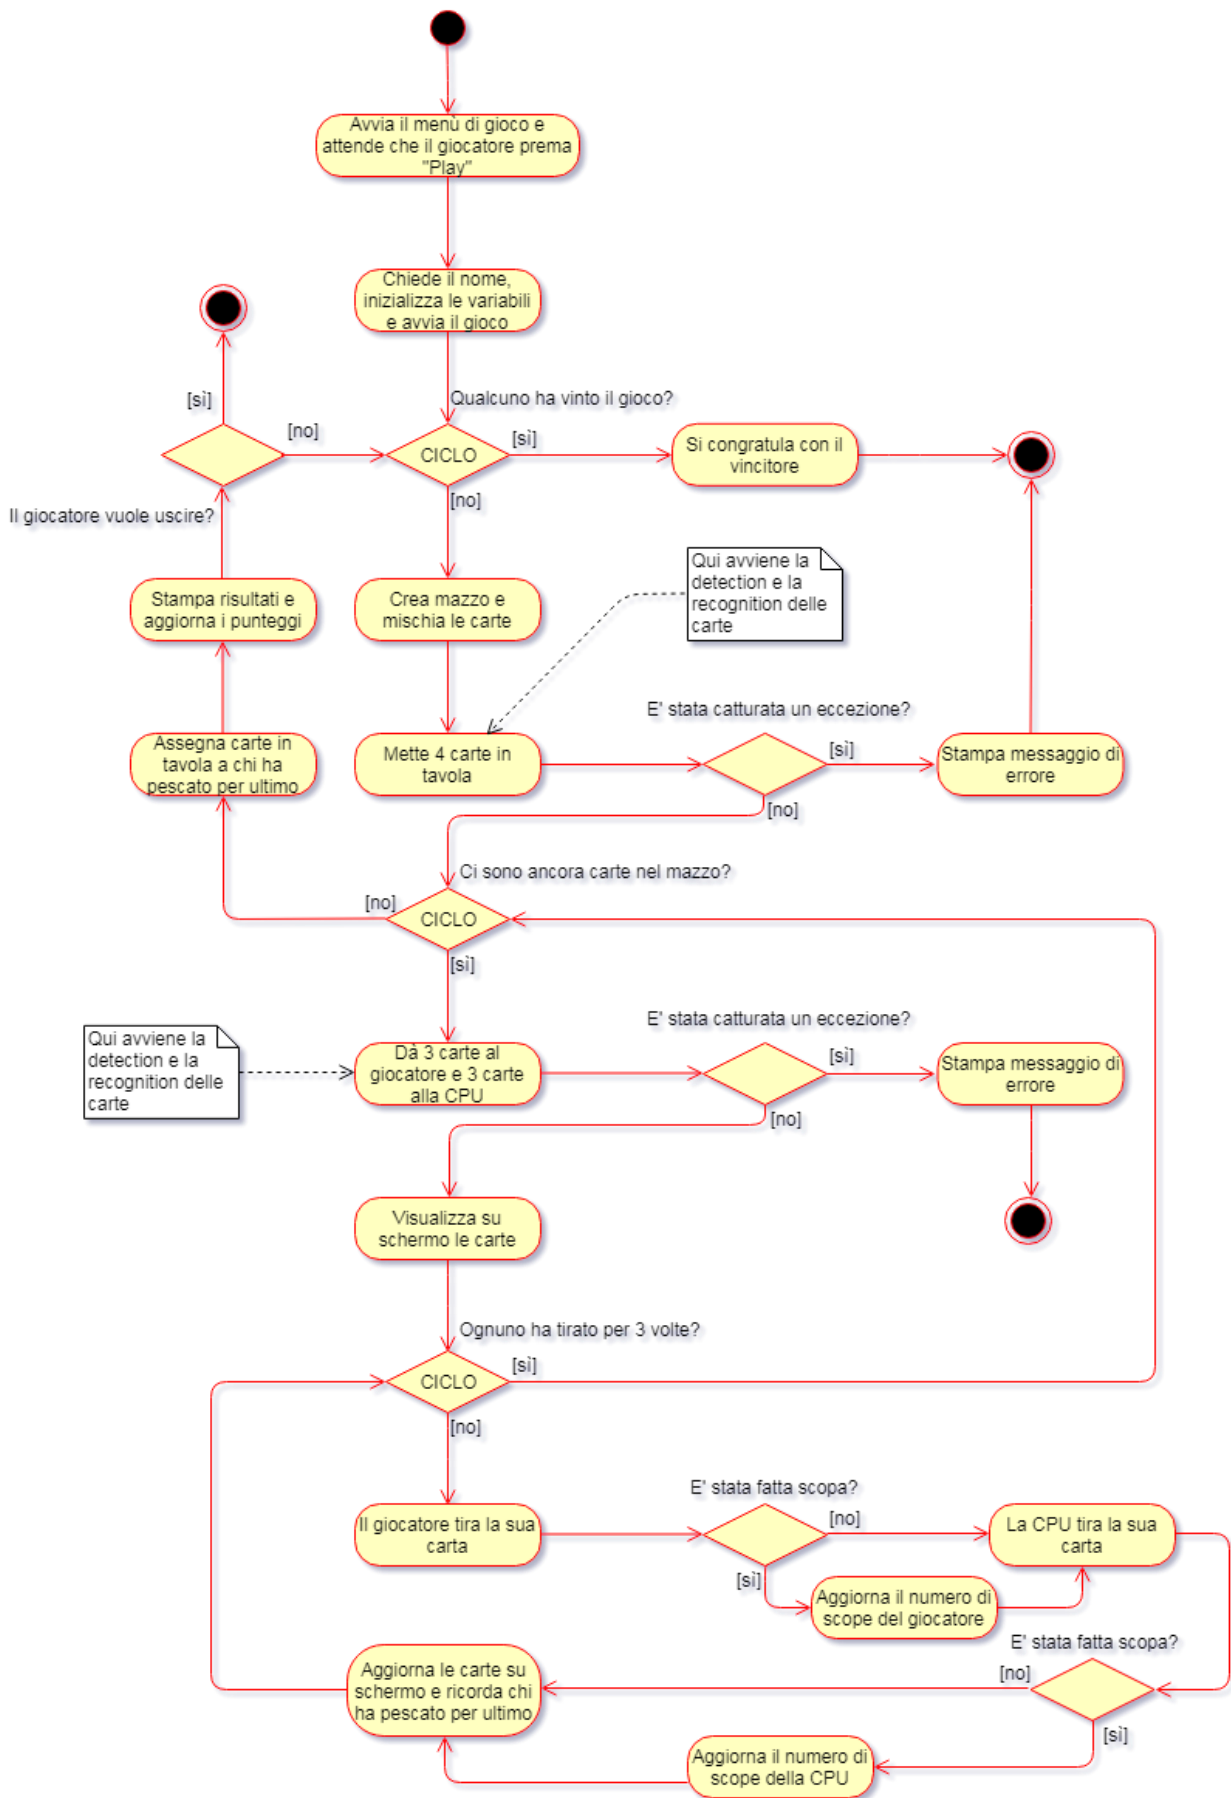 Avvia il menù di gioco e
attende che il giocatore prema
"Play"
Chiede il nome,
inizializza le variabili
e avvia il gioco
[sì]
Qualcuno ha vinto il gioco?
[no]
CICLO
[sì]
Si congratula con il
vincitore
[no]
Il giocatore vuole uscire?
Stampa risultati e
aggiorna i punteggi
Crea mazzo e
mischia le carte
Qui avviene la
detection e la
recognition delle
carte
E' stata catturata un eccezione?
Assegna carte in
tavola a chi ha
pescato per ultimo
Mette 4 carte in
tavola
[sì]
Stampa messaggio di
errore
[no]
Ci sono ancora carte nel mazzo?
[no]
CICLO
[sì]
E' stata catturata un eccezione?
Qui avviene la
detection e la
recognition delle
carte
Dà 3 carte al
giocatore e 3 carte
alla CPU
[sì]
Stampa messaggio di
errore
[no]
Visualizza su
schermo le carte
Ognuno ha tirato per 3 volte?
CICLO
[sì]
[no]
E' stata fatta scopa?
Il giocatore tira la sua
carta
[no]
La CPU tira la sua
carta
[sì]
Aggiorna il numero di
scope del giocatore
E' stata fatta scopa?
Aggiorna le carte su
schermo e ricorda chi
ha pescato per ultimo
[no]
[sì]
Aggiorna il numero di
scope della CPU